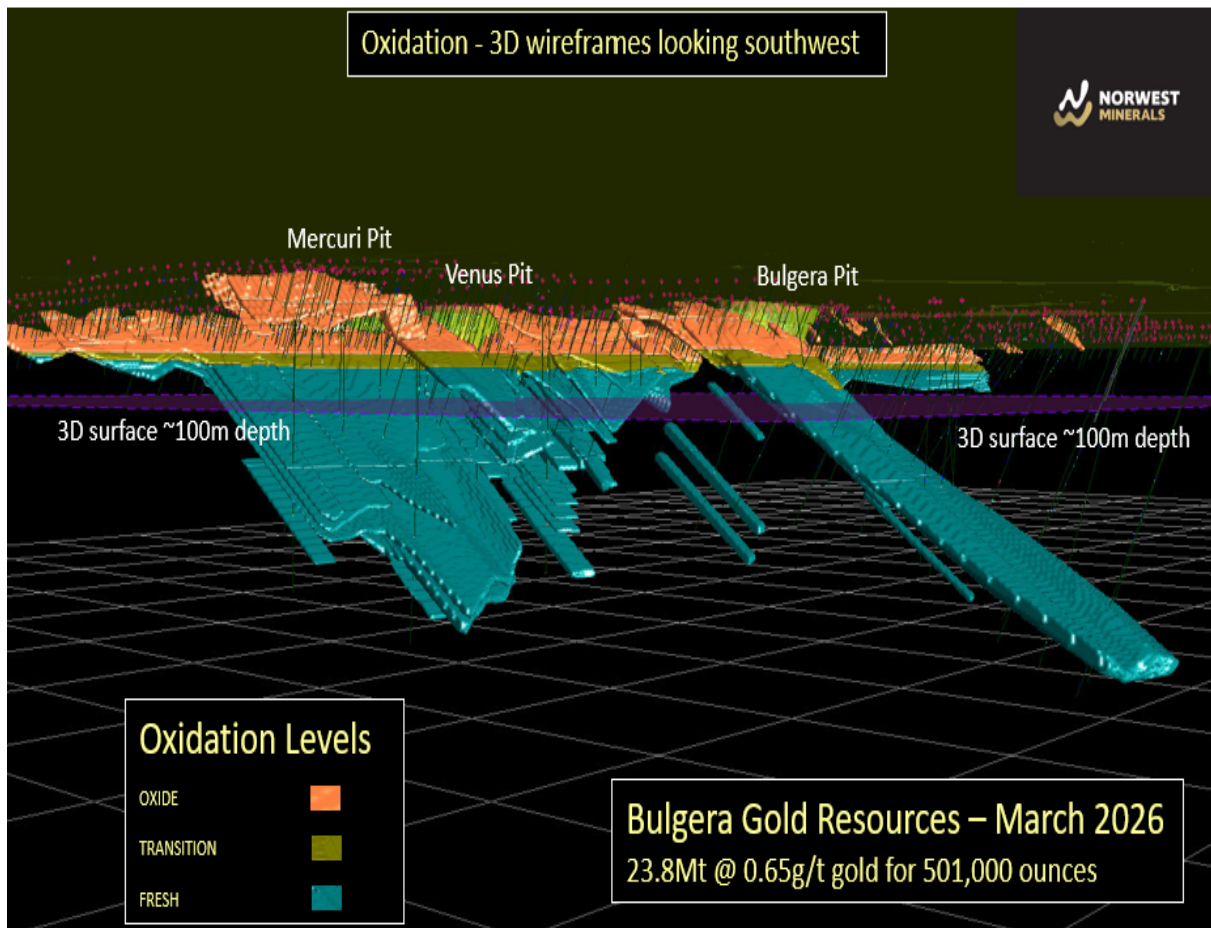 Oxidation - 3D wireframes looking southwest
NORWEST
MINERALS
Mercuri Pit
Venus Pit
Bulgera Pit
3D surface ~100m depth
3D surface ~100m depth
Oxidation Levels
OXIDE
TRANSITION
FRESH
Bulgera Gold Resources – March 2026
23.8Mt @ 0.65g/t gold for 501,000 ounces